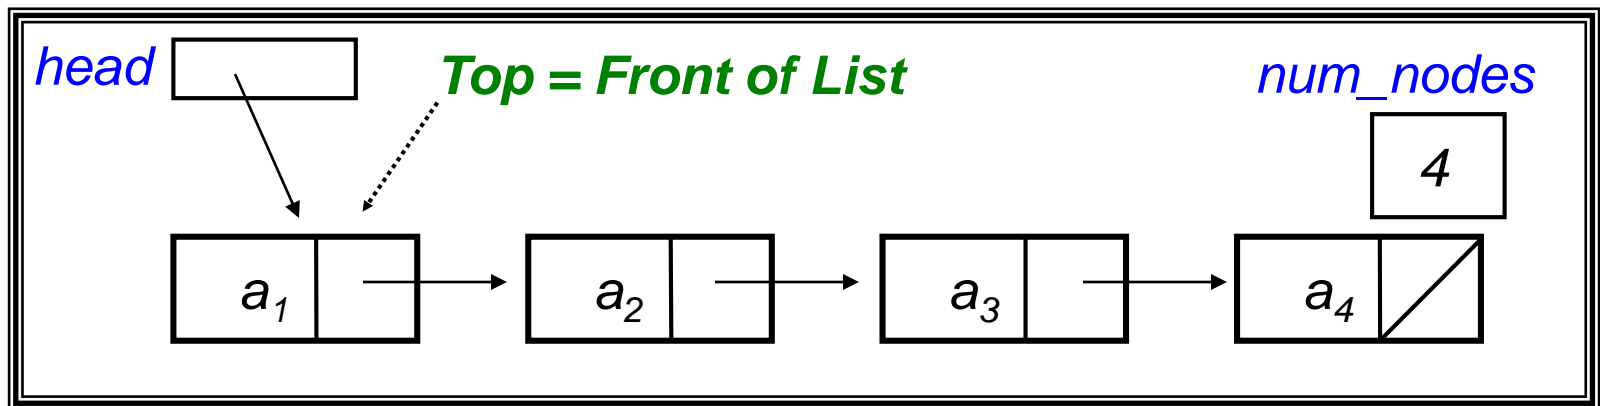 head
Top = Front of List
num_nodes
4
a1
a2
a3
a4